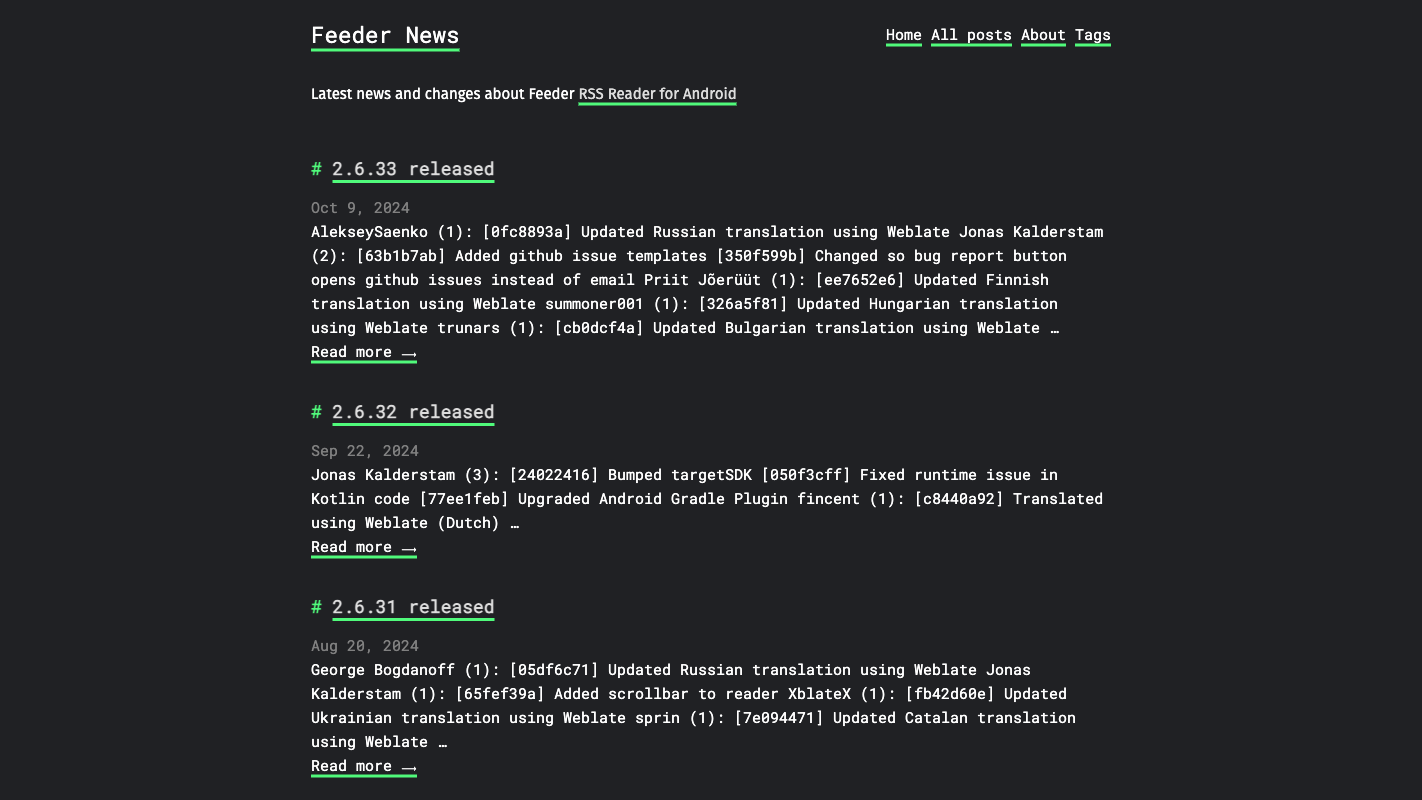 Feeder News
Home All posts About Tags
Latest news and changes about Feeder RSS Reader for Android
# 2.6.33 released
Oct 9, 2024
AlekseySaenko (1): [0fc8893a] Updated Russian translation using Weblate Jonas Kalderstam
(2): [63b1b7ab] Added github issue templates [350f599b] Changed so bug report button
opens github issues instead of email Priit Jõerüüt (1): [ee7652e6] Updated Finnish
translation using Weblate summoner001 (1): [326a5f81] Updated Hungarian translation
using Weblate trunars (1): [cb0dcf4a] Updated Bulgarian translation using Weblate …
Read more ⟶
# 2.6.32 released
Sep 22, 2024
Jonas Kalderstam (3): [24022416] Bumped targetSDK [050f3cff] Fixed runtime issue in
Kotlin code [77ee1feb] Upgraded Android Gradle Plugin fincent (1): [c8440a92] Translated
using Weblate (Dutch) …
Read more ⟶
# 2.6.31 released
Aug 20, 2024
George Bogdanoff (1): [05df6c71] Updated Russian translation using Weblate Jonas
Kalderstam (1): [65fef39a] Added scrollbar to reader XblateX (1): [fb42d60e] Updated
Ukrainian translation using Weblate sprin (1): [7e094471] Updated Catalan translation
using Weblate …
Read more ⟶